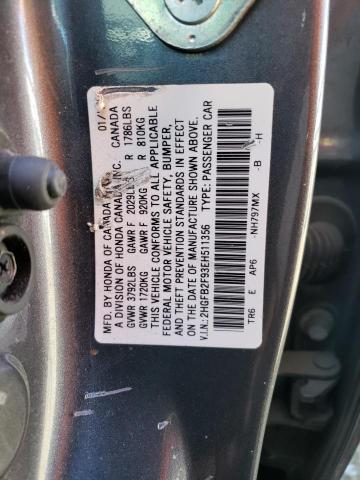 MFD. BY HONDA OF CANADA 01/
A DIVISION OF HONDA CANADA INC. CANADA
GVWR 3792LBS GAWR F 2029LBS R 1786LBS
GVWR 1720KG GAWR F 920KG R 810KG
THIS VEHICLE CONFORMS TO ALL APPLICABLE
FEDERAL MOTOR VEHICLE SAFETY, BUMPER,
AND THEFT PREVENTION STANDARDS IN EFFECT
ON THE DATE OF MANUFACTURE SHOWN ABOVE.
V.I.N.: 2HGFB2F93EH511356 TYPE: PASSENGER CAR
TR6 E AP6 -NH797MX -B -H